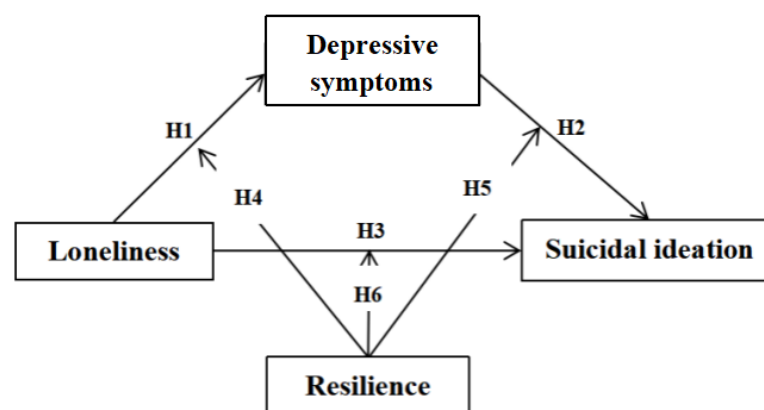 Depressive
symptoms
H1
H2
H4
H5
Loneliness
H3
Suicidal ideation
H6
Resilience